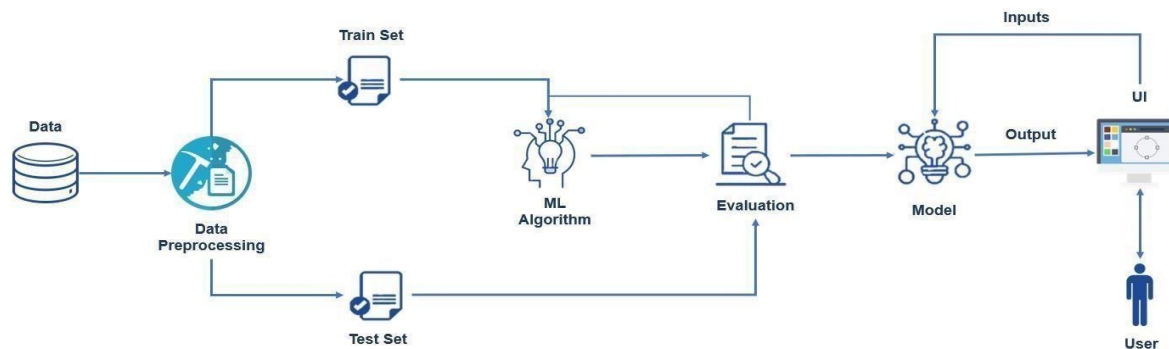 Inputs
Train Set
UI
Data
Output
ML
Algorithm
Evaluation
Model
Data
Preprocessing
Test Set
User